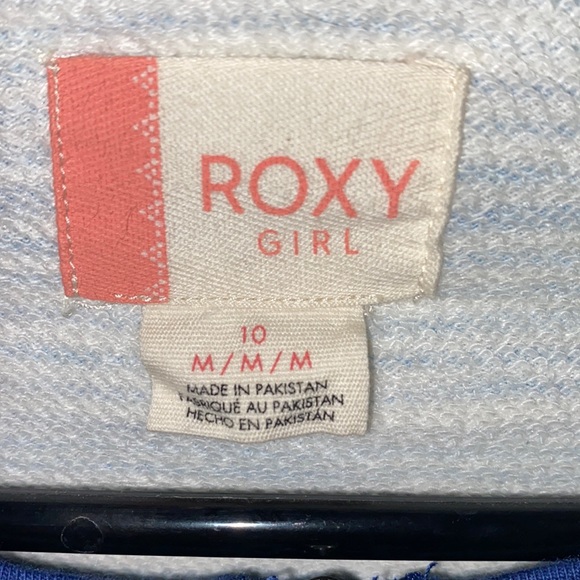 ROXY
GIRL
10
M/M/M
MADE IN PAKISTAN
FABRIQUÉ AU PAKISTAN
HECHO EN PAKISTÁN